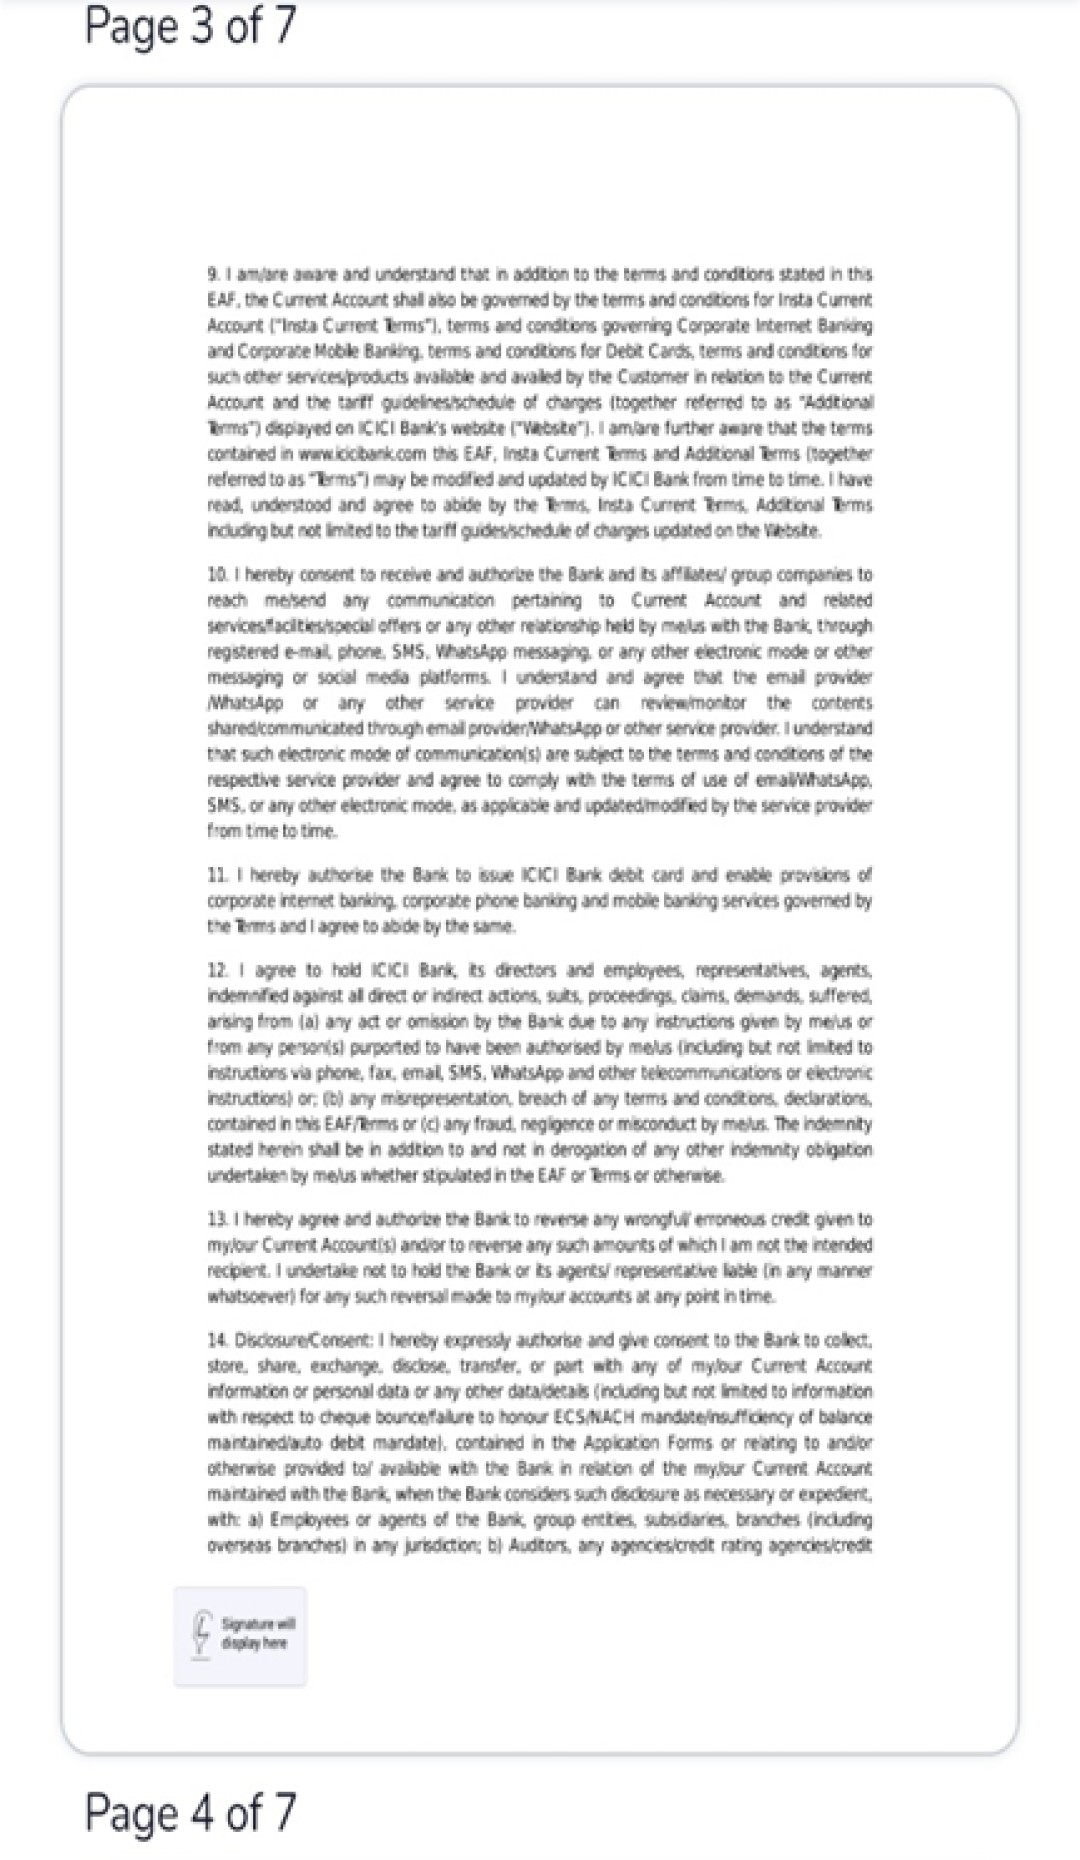 Page 3 of 7
9. I am/are aware and understand that in addition to the terms and conditions stated in this
EAF, the Current Account shall also be governed by the terms and conditions for Insta Current
Account ("Insta Current Terms"), terms and conditions governing Corporate Internet Banking
and Corporate Mobile Banking, terms and conditions for Debit Cards, terms and conditions for
such other services/products available and availed by the Customer in relation to the Current
Account and the tariff guidelines/schedule of charges (together referred to as "Additional
Terms") displayed on ICICI Bank's website ("Website"). I am/are further aware that the terms
contained in www.icicibank.com this EAF, Insta Current Terms and Additional Terms (together
referred to as "Terms") may be modified and updated by ICICI Bank from time to time. I have
read, understood and agree to abide by the Terms, Insta Current Terms, Additional Terms
including but not limited to the tariff guides/schedule of charges updated on the Website.
10. I hereby consent to receive and authorize the Bank and its affiliates/ group companies to
reach me/send any communication pertaining to Current Account and related
services/facilities/special offers or any other relationship held by me/us with the Bank, through
registered e-mail, phone, SMS, WhatsApp messaging, or any other electronic mode or other
messaging or social media platforms. I understand and agree that the email provider
/WhatsApp or any other service provider can review/monitor the contents
shared/communicated through email provider/WhatsApp or other service provider. I understand
that such electronic mode of communication(s) are subject to the terms and conditions of the
respective service provider and agree to comply with the terms of use of email/WhatsApp,
SMS, or any other electronic mode, as applicable and updated/modified by the service provider
from time to time.
11. I hereby authorise the Bank to issue ICICI Bank debit card and enable provisions of
corporate internet banking, corporate phone banking and mobile banking services governed by
the Terms and I agree to abide by the same.
12. I agree to hold ICICI Bank, its directors and employees, representatives, agents,
indemnified against all direct or indirect actions, suits, proceedings, claims, demands, suffered,
arising from (a) any act or omission by the Bank due to any instructions given by me/us or
from any person(s) purported to have been authorised by me/us (including but not limited to
instructions via phone, fax, email, SMS, WhatsApp and other telecommunications or electronic
instructions) or; (b) any misrepresentation, breach of any terms and conditions, declarations,
contained in this EAF/Terms or (c) any fraud, negligence or misconduct by me/us. The indemnity
stated herein shall be in addition to and not in derogation of any other indemnity obligation
undertaken by me/us whether stipulated in the EAF or Terms or otherwise.
13. I hereby agree and authorize the Bank to reverse any wrongful/ erroneous credit given to
my/our Current Account(s) and/or to reverse any such amounts of which I am not the intended
recipient. I undertake not to hold the Bank or its agents/ representative liable (in any manner
whatsoever) for any such reversal made to my/our accounts at any point in time.
14. Disclosure/Consent: I hereby expressly authorise and give consent to the Bank to collect,
store, share, exchange, disclose, transfer, or part with any of my/our Current Account
information or personal data or any other data/details (including but not limited to information
with respect to cheque bounce/failure to honour ECS/NACH mandate/insufficiency of balance
maintained/auto debit mandate), contained in the Application Forms or relating to and/or
otherwise provided to/ available with the Bank in relation of the my/our Current Account
maintained with the Bank, when the Bank considers such disclosure as necessary or expedient,
with: a) Employees or agents of the Bank, group entities, subsidiaries, branches (including
overseas branches) in any jurisdiction; b) Auditors, any agencies/credit rating agencies/credit
Signature will
display here
Page 4 of 7